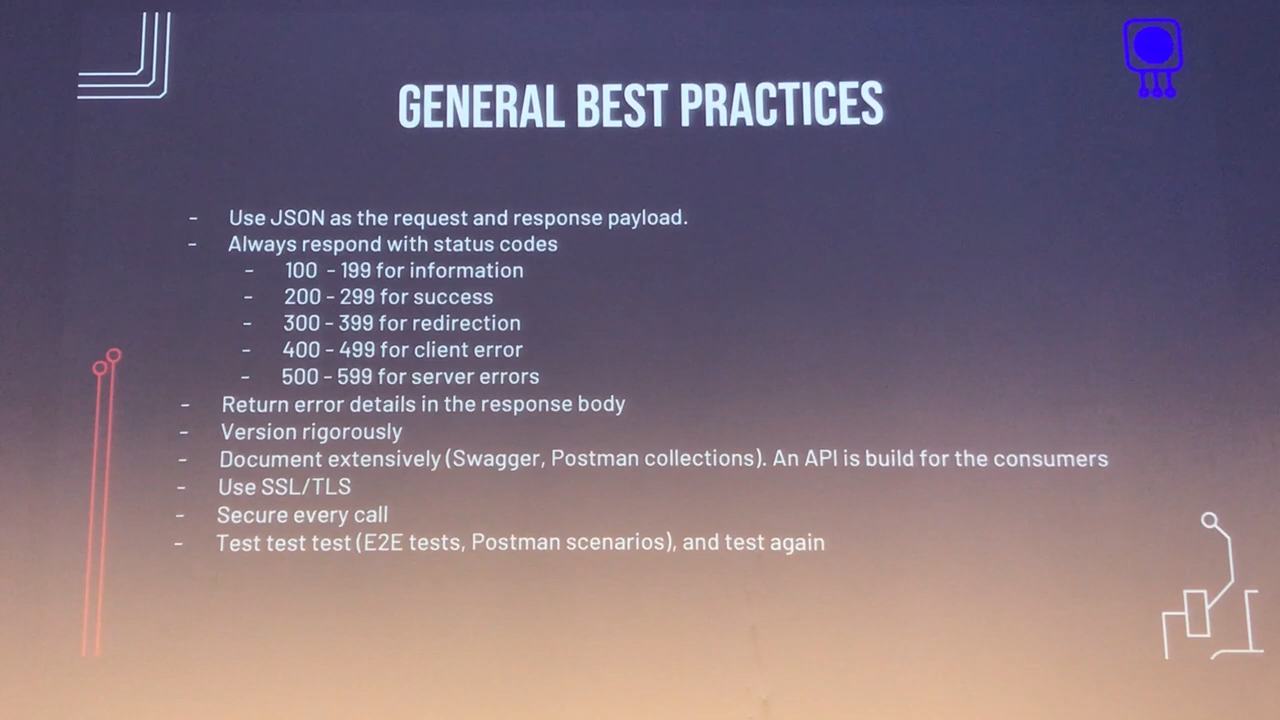 GENERAL BEST PRACTICES
- Use JSON as the request and response payload.
- Always respond with status codes
- 100 - 199 for information
- 200 - 299 for success
- 300 - 399 for redirection
- 400 - 499 for client error
- 500 - 599 for server errors
- Return error details in the response body
- Version rigorously
- Document extensively (Swagger, Postman collections). An API is build for the consumers
- Use SSL/TLS
- Secure every call
- Test test test (E2E tests, Postman scenarios), and test again